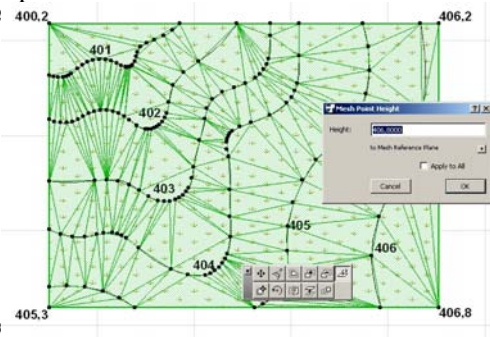 400,2
406,2
401
402
403
404
405
406
405,3
406,8
Mesh Point Height
Height:
406,0000
to Mesh Reference Plane
Apply to All
Cancel
OK